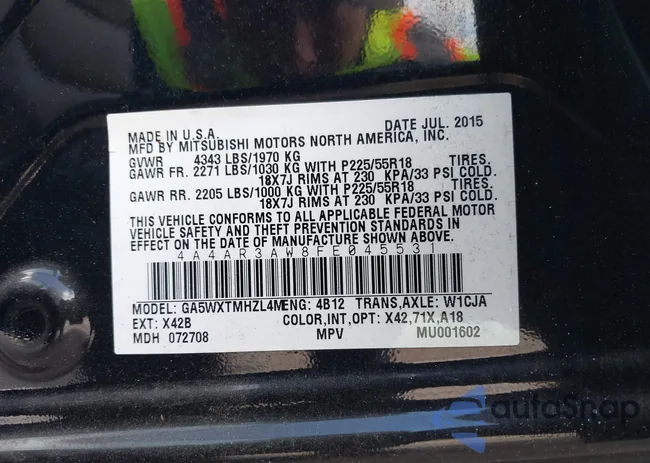 MADE IN U.S.A. DATE JUL. 2015
MFD BY MITSUBISHI MOTORS NORTH AMERICA, INC.
GVWR 4343 LBS/1970 KG
GAWR FR. 2271 LBS/1030 KG WITH P225/55R18 TIRES,
18X7J RIMS AT 230 KPA/33 PSI COLD.
GAWR RR. 2205 LBS/1000 KG WITH P225/55R18 TIRES,
18X7J RIMS AT 230 KPA/33 PSI COLD.
THIS VEHICLE CONFORMS TO ALL APPLICABLE FEDERAL MOTOR
VEHICLE SAFETY AND THEFT PREVENTION STANDARDS IN
EFFECT ON THE DATE OF MANUFACTURE SHOWN ABOVE.
4A4AR3AW8FE045531
MODEL: GA5WXTMHZL4M ENG: 4B12 TRANS,AXLE: W1CJA
EXT: X42B COLOR,INT,OPT: X42,71X,A18
MDH 072708 MPV MU001602
autoSnap